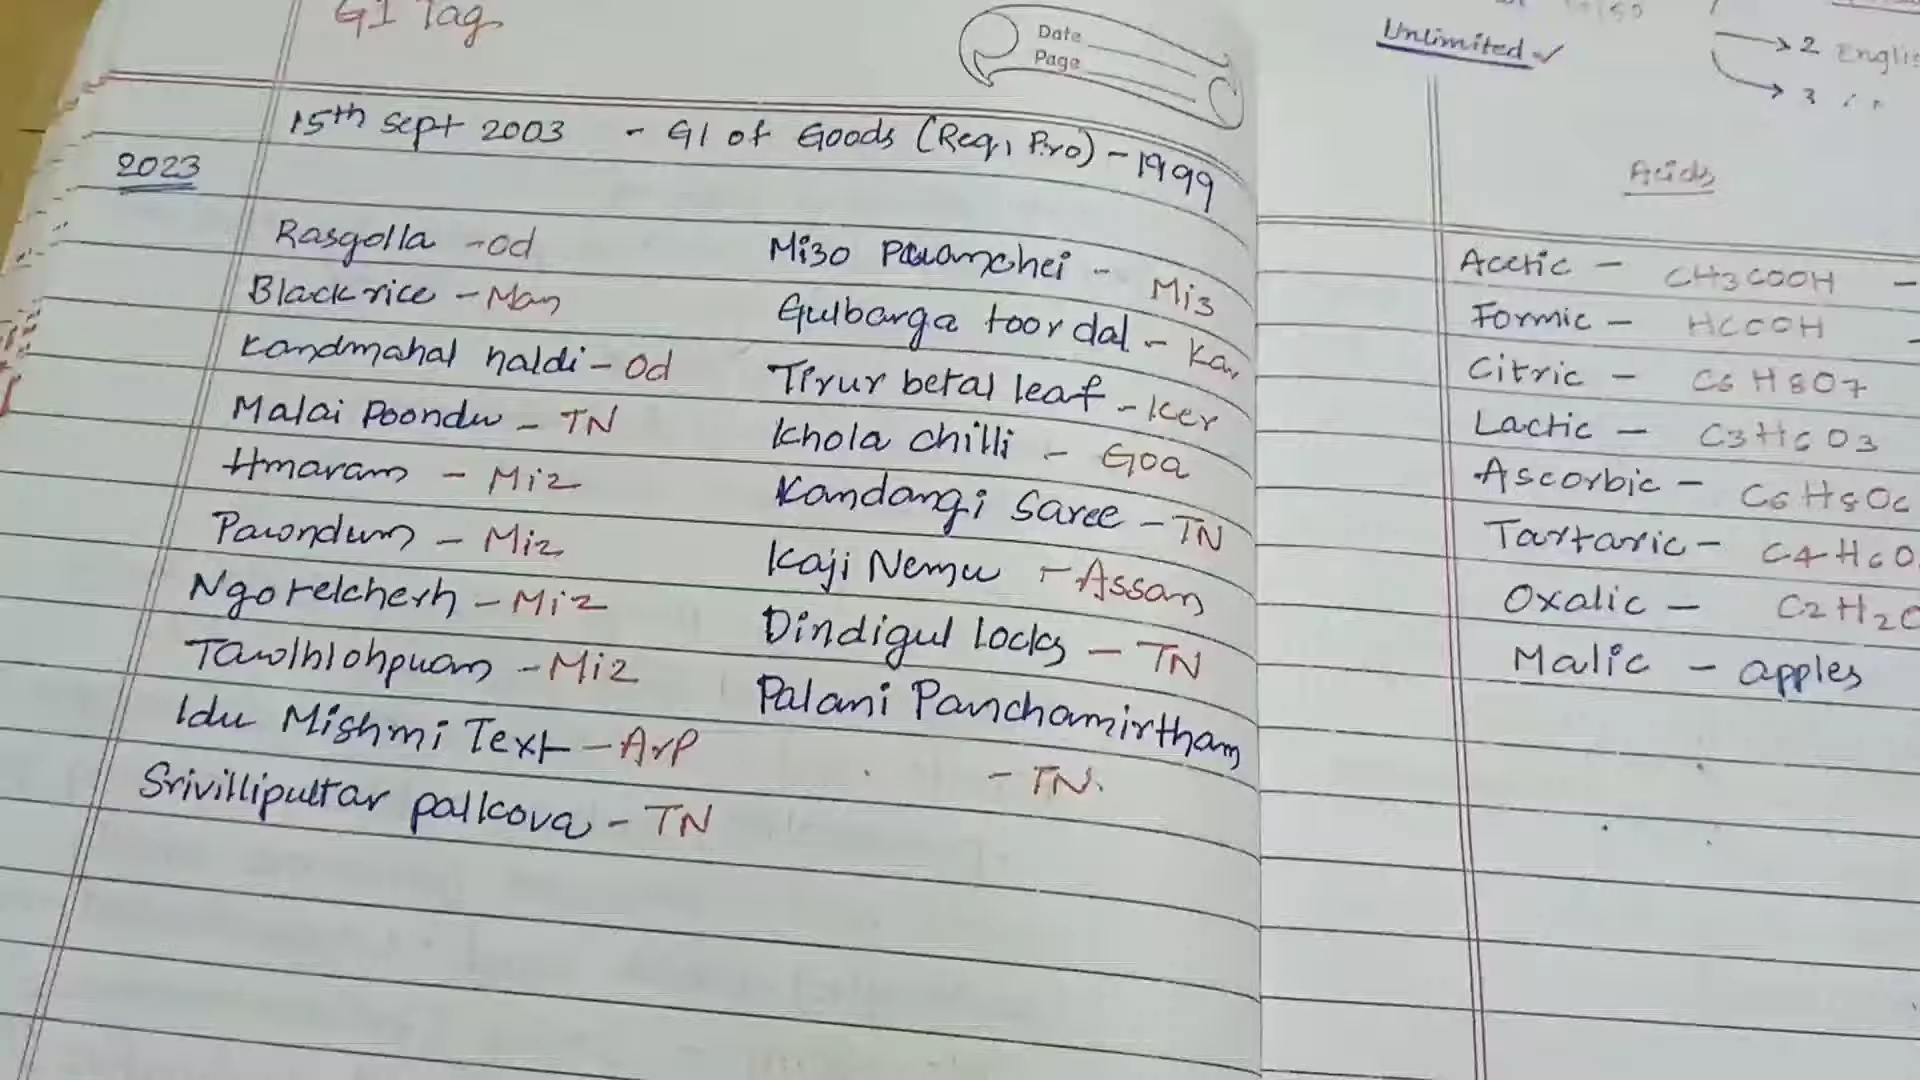 GI Tag
Date
Page
15th Sept 2003 - GI of Goods (Reg, Pro) - 1999
2023
Rasgolla - Od
Black rice - Man
Kandmahal haldi - Od
Malai Poondu - TN
Hmaram - Miz
Pawndum - Miz
Ngotelcherh - Miz
Tawlhlohpuan - Miz
Idu Mishmi Text - ArP
Srivilliputtar palkova - TN
Mizo Pawanchei - Miz
Gulbarga toor dal - Ka,
Tirur betal leaf - Ker
Khola chilli - Goa
Kandangi Saree - TN
Kaji Nemu - Assam
Dindigul Locks - TN
Palani Panchamirtham
- TN.
Unlimited ✓
→ 2 Englis
→ 3
Acids
Acetic - CH3COOH -
Formic - HCOOH -
Citric - C6H8O7
Lactic - C3H6O3
Ascorbic - C6H8O6
Tartaric - C4H6O
Oxalic - C2H2O
Malic - apples